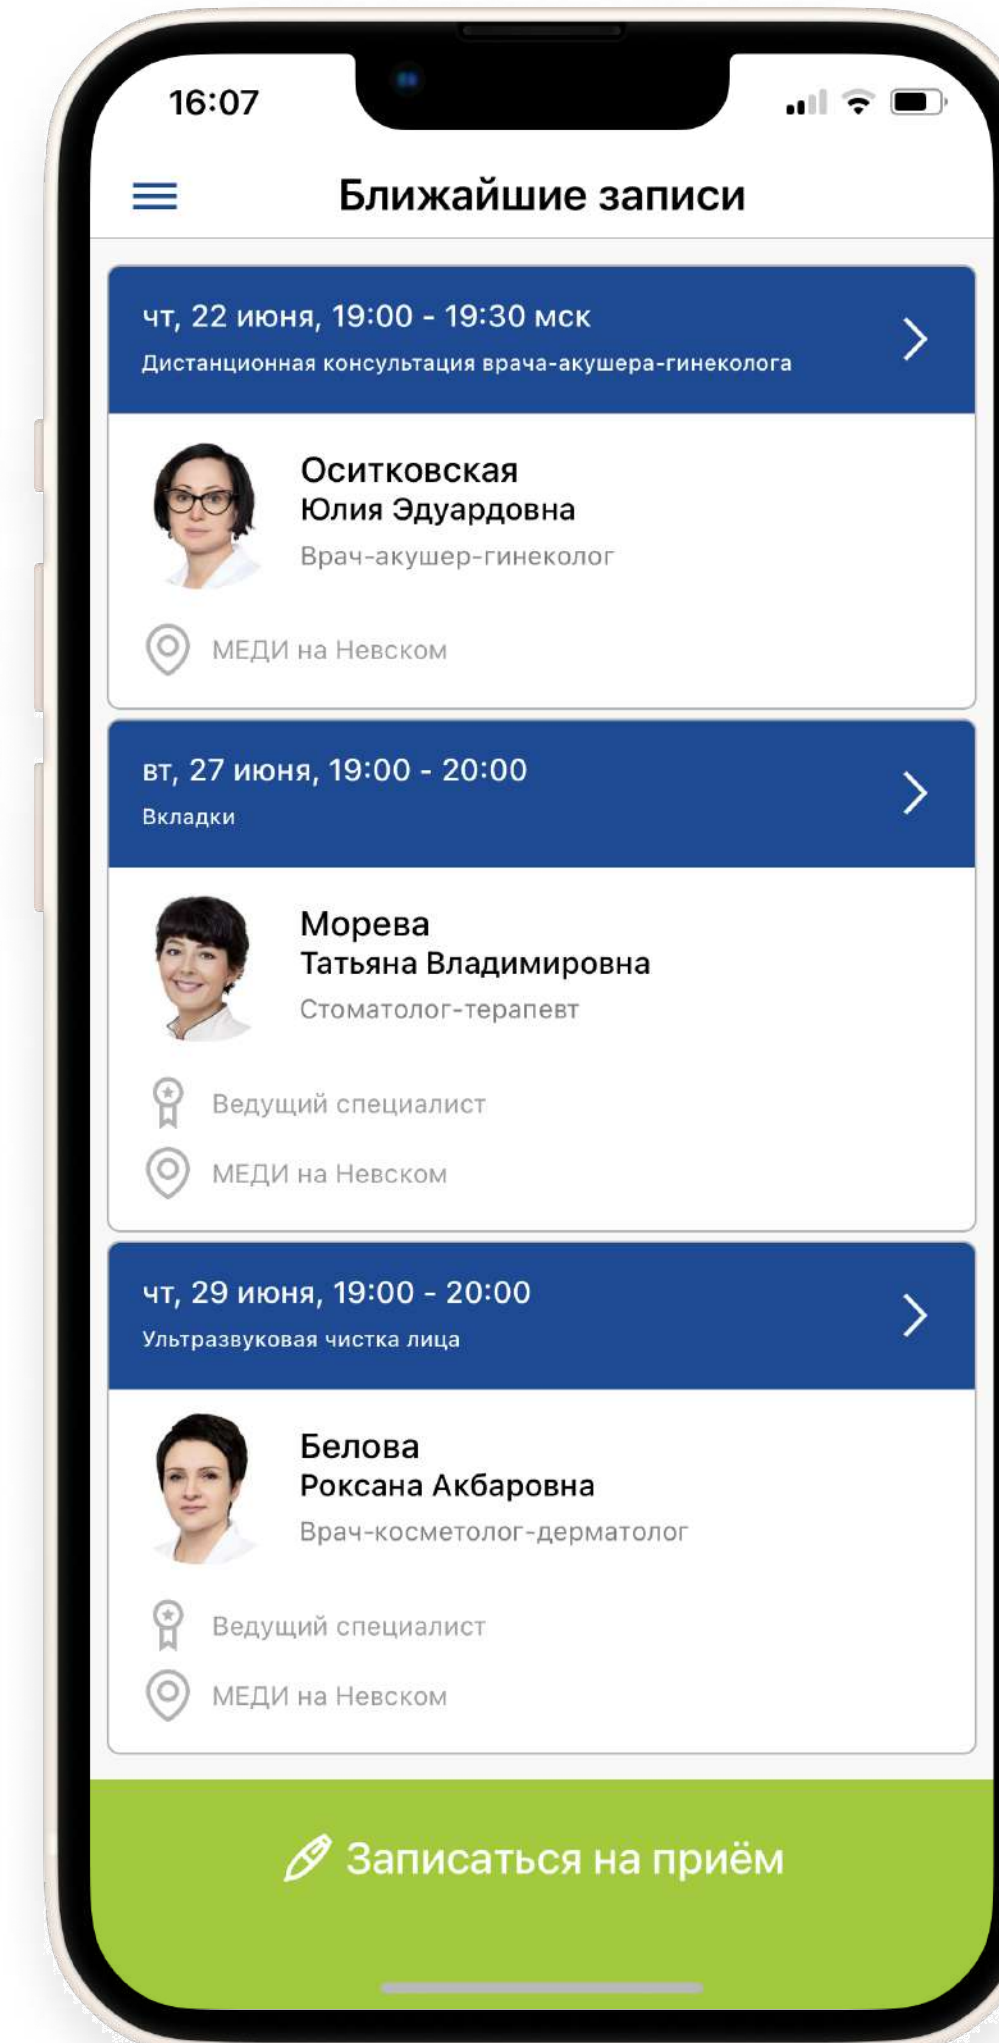 16:07
Ближайшие записи
чт, 22 июня, 19:00 - 19:30 мск
Дистанционная консультация врача-акушера-гинеколога
Оситковская
Юлия Эдуардовна
Врач-акушер-гинеколог
МЕДИ на Невском
вт, 27 июня, 19:00 - 20:00
Вкладки
Морева
Татьяна Владимировна
Стоматолог-терапевт
Ведущий специалист
МЕДИ на Невском
чт, 29 июня, 19:00 - 20:00
Ультразвуковая чистка лица
Белова
Роксана Акбаровна
Врач-косметолог-дерматолог
Ведущий специалист
МЕДИ на Невском
Записаться на приём